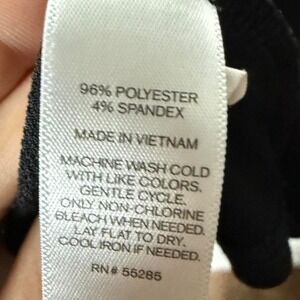 96% POLYESTER
4% SPANDEX
MADE IN VIETNAM
MACHINE WASH COLD
WITH LIKE COLORS.
GENTLE CYCLE.
ONLY NON-CHLORINE
BLEACH WHEN NEEDED.
LAY FLAT TO DRY.
COOL IRON IF NEEDED.
RN# 55285